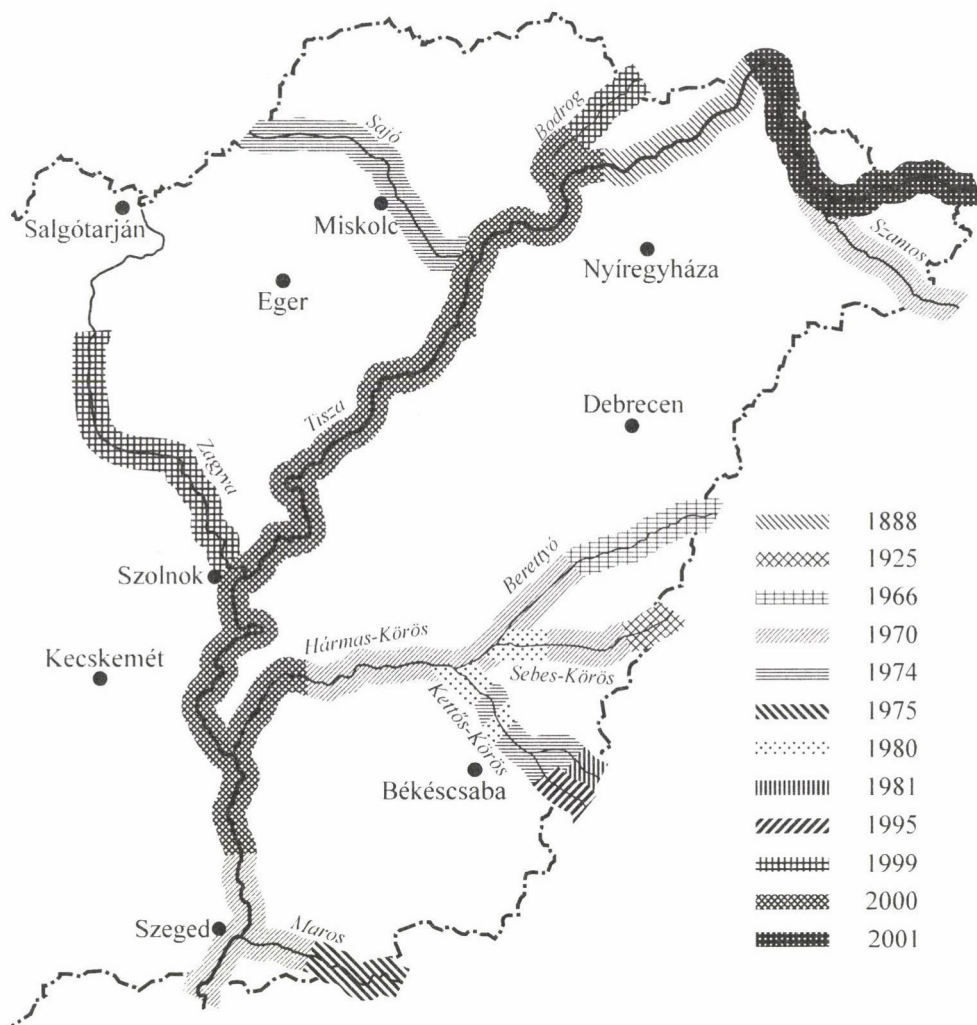 Bodrog
Sajó
Salgótarján
Miskolc
Nyíregyháza
Szamos
Eger
Tisza
Debrecen
Zagyva
Szolnok
Berettyó
Hármas-Körös
Kecskemét
Sebes-Körös
Kettős-Körös
Békéscsaba
Szeged
Maros
1888
1925
1966
1970
1974
1975
1980
1981
1995
1999
2000
2001